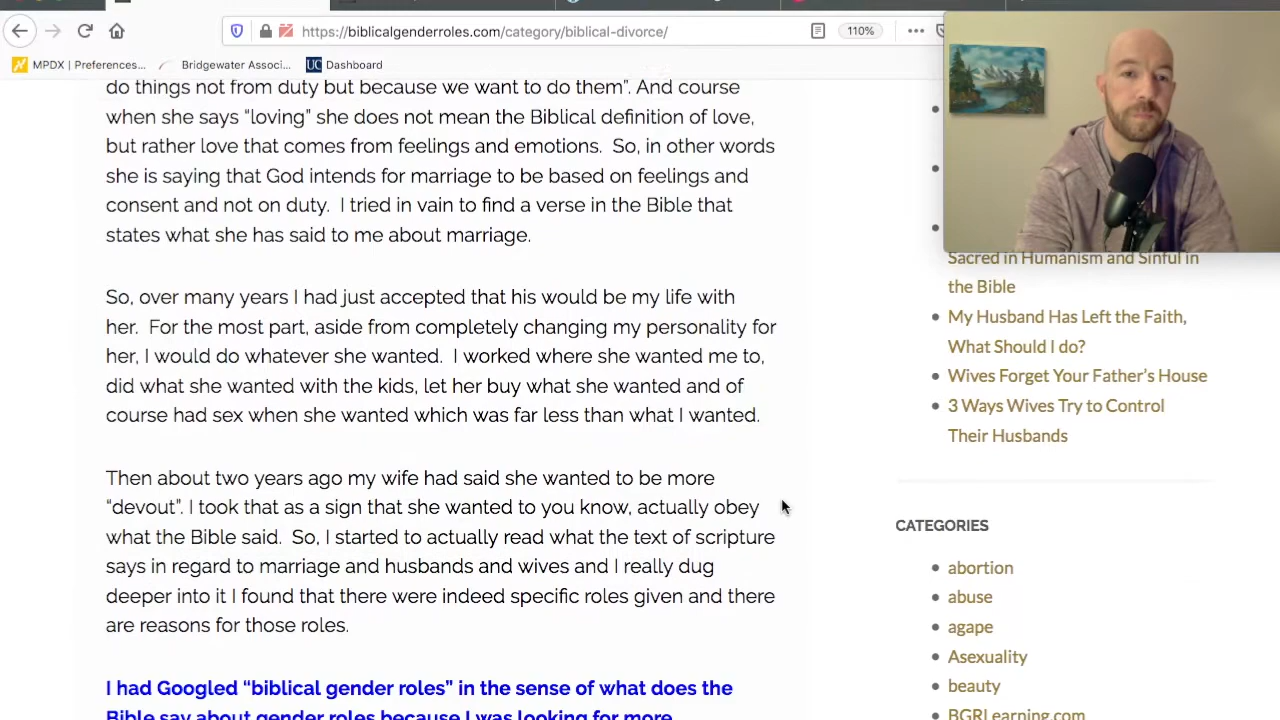 https://biblicalgenderroles.com/category/biblical-divorce/
110%
MPDX | Preferences...
Bridgewater Associ...
UC Dashboard
do things not from duty but because we want to do them”. And course
when she says “loving” she does not mean the Biblical definition of love,
but rather love that comes from feelings and emotions. So, in other words
she is saying that God intends for marriage to be based on feelings and
consent and not on duty. I tried in vain to find a verse in the Bible that
states what she has said to me about marriage.
So, over many years I had just accepted that his would be my life with
her. For the most part, aside from completely changing my personality for
her, I would do whatever she wanted. I worked where she wanted me to,
did what she wanted with the kids, let her buy what she wanted and of
course had sex when she wanted which was far less than what I wanted.
Then about two years ago my wife had said she wanted to be more
“devout”. I took that as a sign that she wanted to you know, actually obey
what the Bible said. So, I started to actually read what the text of scripture
says in regard to marriage and husbands and wives and I really dug
deeper into it I found that there were indeed specific roles given and there
are reasons for those roles.
I had Googled “biblical gender roles” in the sense of what does the
Bible say about gender roles because I was looking for more
Sacred in Humanism and Sinful in
the Bible
My Husband Has Left the Faith,
What Should I do?
Wives Forget Your Father’s House
3 Ways Wives Try to Control
Their Husbands
CATEGORIES
abortion
abuse
agape
Asexuality
beauty
BGRLearning.com